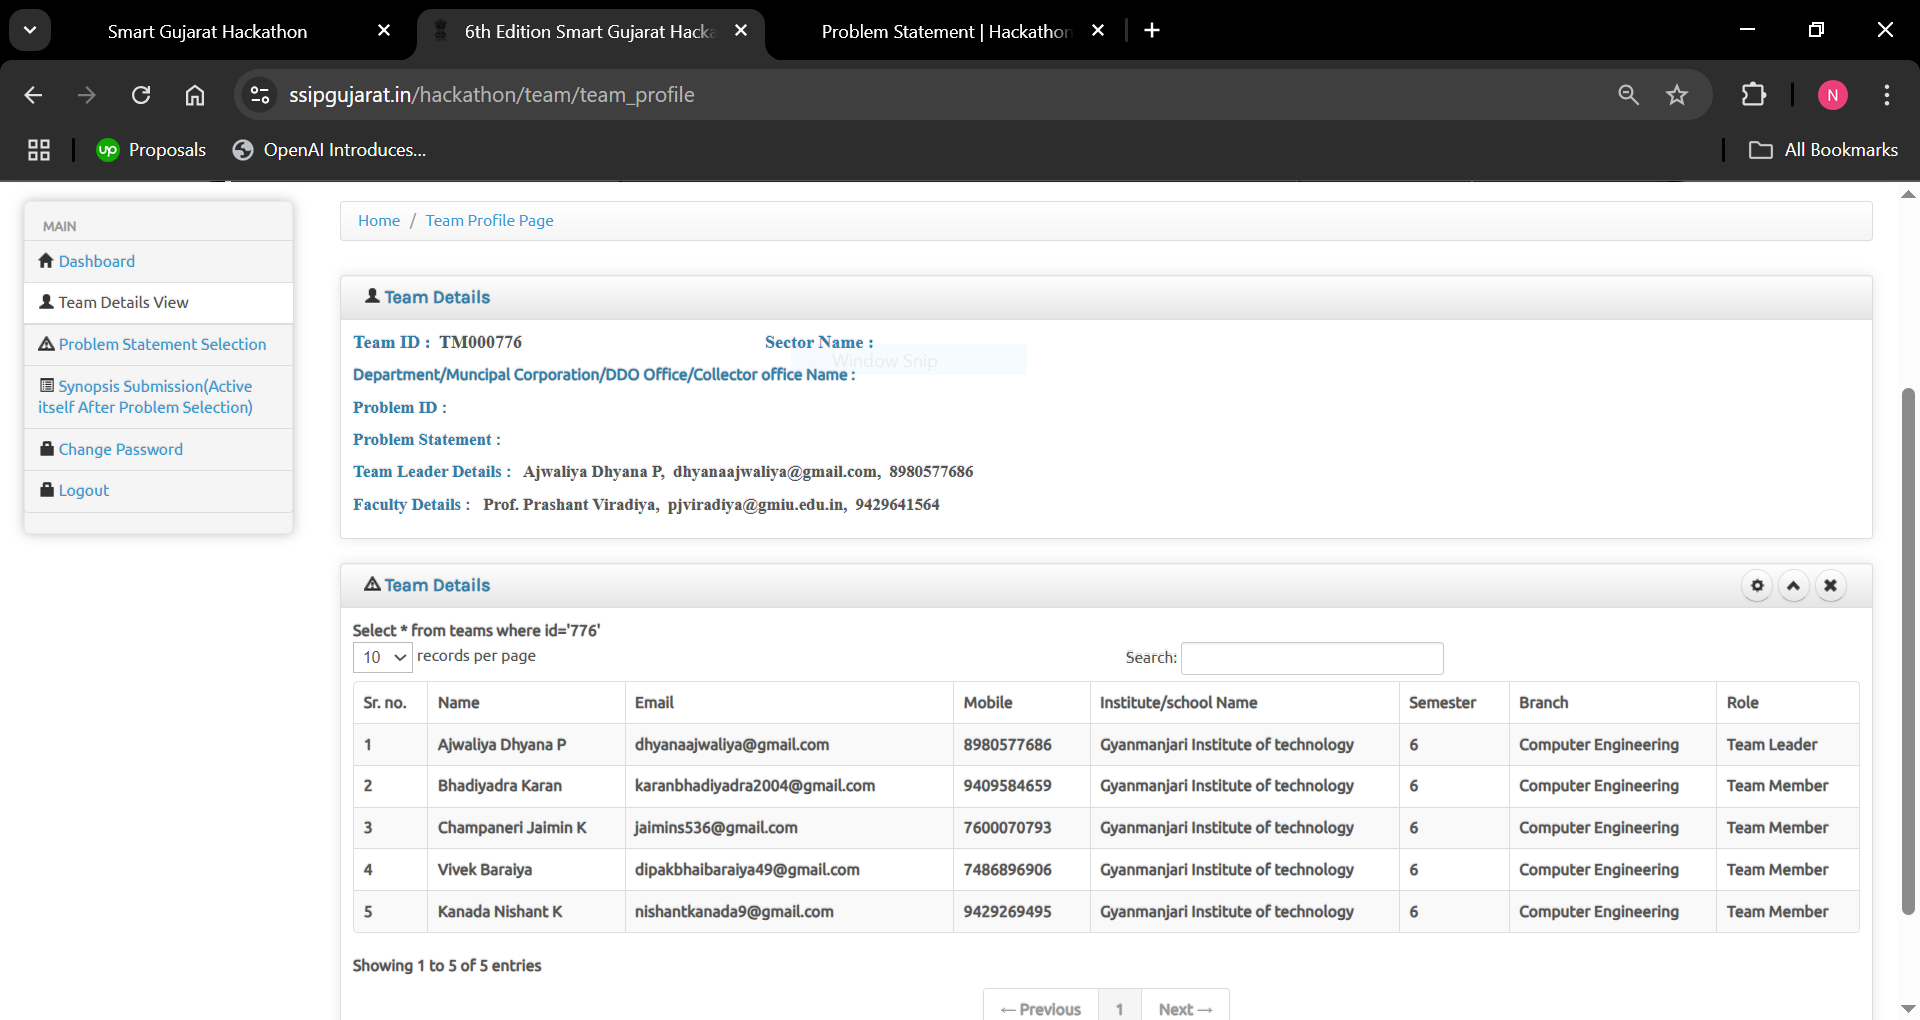 Smart Gujarat Hackathon
6th Edition Smart Gujarat Hacka
Problem Statement | Hackathon
ssipgujarat.in/hackathon/team/team_profile
N
up Proposals
OpenAI Introduces...
All Bookmarks
MAIN
Dashboard
Team Details View
Problem Statement Selection
Synopsis Submission(Active
itself After Problem Selection)
Change Password
Logout
Home / Team Profile Page
Team Details
Team ID : TM000776 Sector Name :
Window Snip
Department/Muncipal Corporation/DDO Office/Collector office Name :
Problem ID :
Problem Statement :
Team Leader Details : Ajwaliya Dhyana P, dhyanaajwaliya@gmail.com, 8980577686
Faculty Details : Prof. Prashant Viradiya, pjviradiya@gmiu.edu.in, 9429641564
Team Details
Select * from teams where id='776'
10 records per page Search:
Sr. no. Name Email Mobile Institute/school Name Semester Branch Role
1 Ajwaliya Dhyana P dhyanaajwaliya@gmail.com 8980577686 Gyanmanjari Institute of technology 6 Computer Engineering Team Leader
2 Bhadiyadra Karan karanbhadiyadra2004@gmail.com 9409584659 Gyanmanjari Institute of technology 6 Computer Engineering Team Member
3 Champaneri Jaimin K jaimins536@gmail.com 7600070793 Gyanmanjari Institute of technology 6 Computer Engineering Team Member
4 Vivek Baraiya dipakbhaibaraiya49@gmail.com 7486896906 Gyanmanjari Institute of technology 6 Computer Engineering Team Member
5 Kanada Nishant K nishantkanada9@gmail.com 9429269495 Gyanmanjari Institute of technology 6 Computer Engineering Team Member
Showing 1 to 5 of 5 entries
← Previous 1 Next →